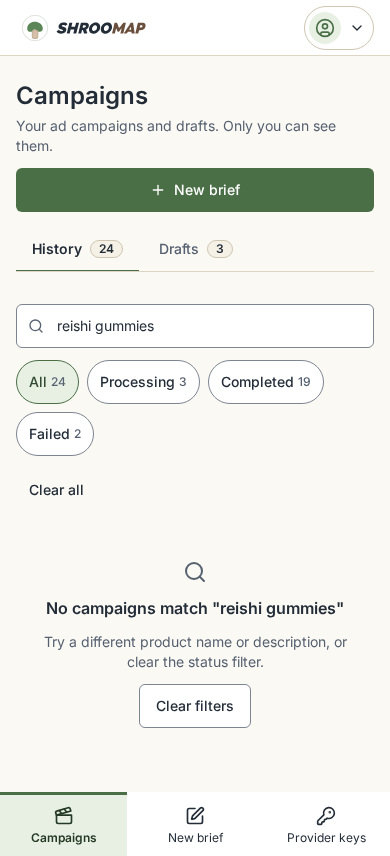 SHROOMAP
Campaigns
Your ad campaigns and drafts. Only you can see
them.
New brief
History 24 Drafts 3
reishi gummies
All 24 Processing 3 Completed 19
Failed 2
Clear all
No campaigns match "reishi gummies"
Try a different product name or description, or
clear the status filter.
Clear filters
Campaigns New brief Provider keys